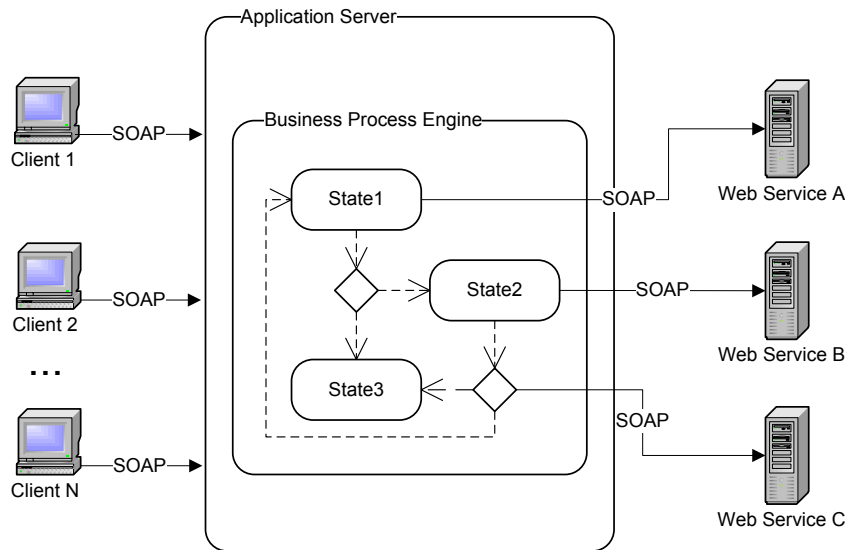 Application Server
Business Process Engine
SOAP
Client 1
State1
SOAP
Web Service A
SOAP
Client 2
State2
SOAP
Web Service B
...
State3
SOAP
SOAP
Client N
Web Service C